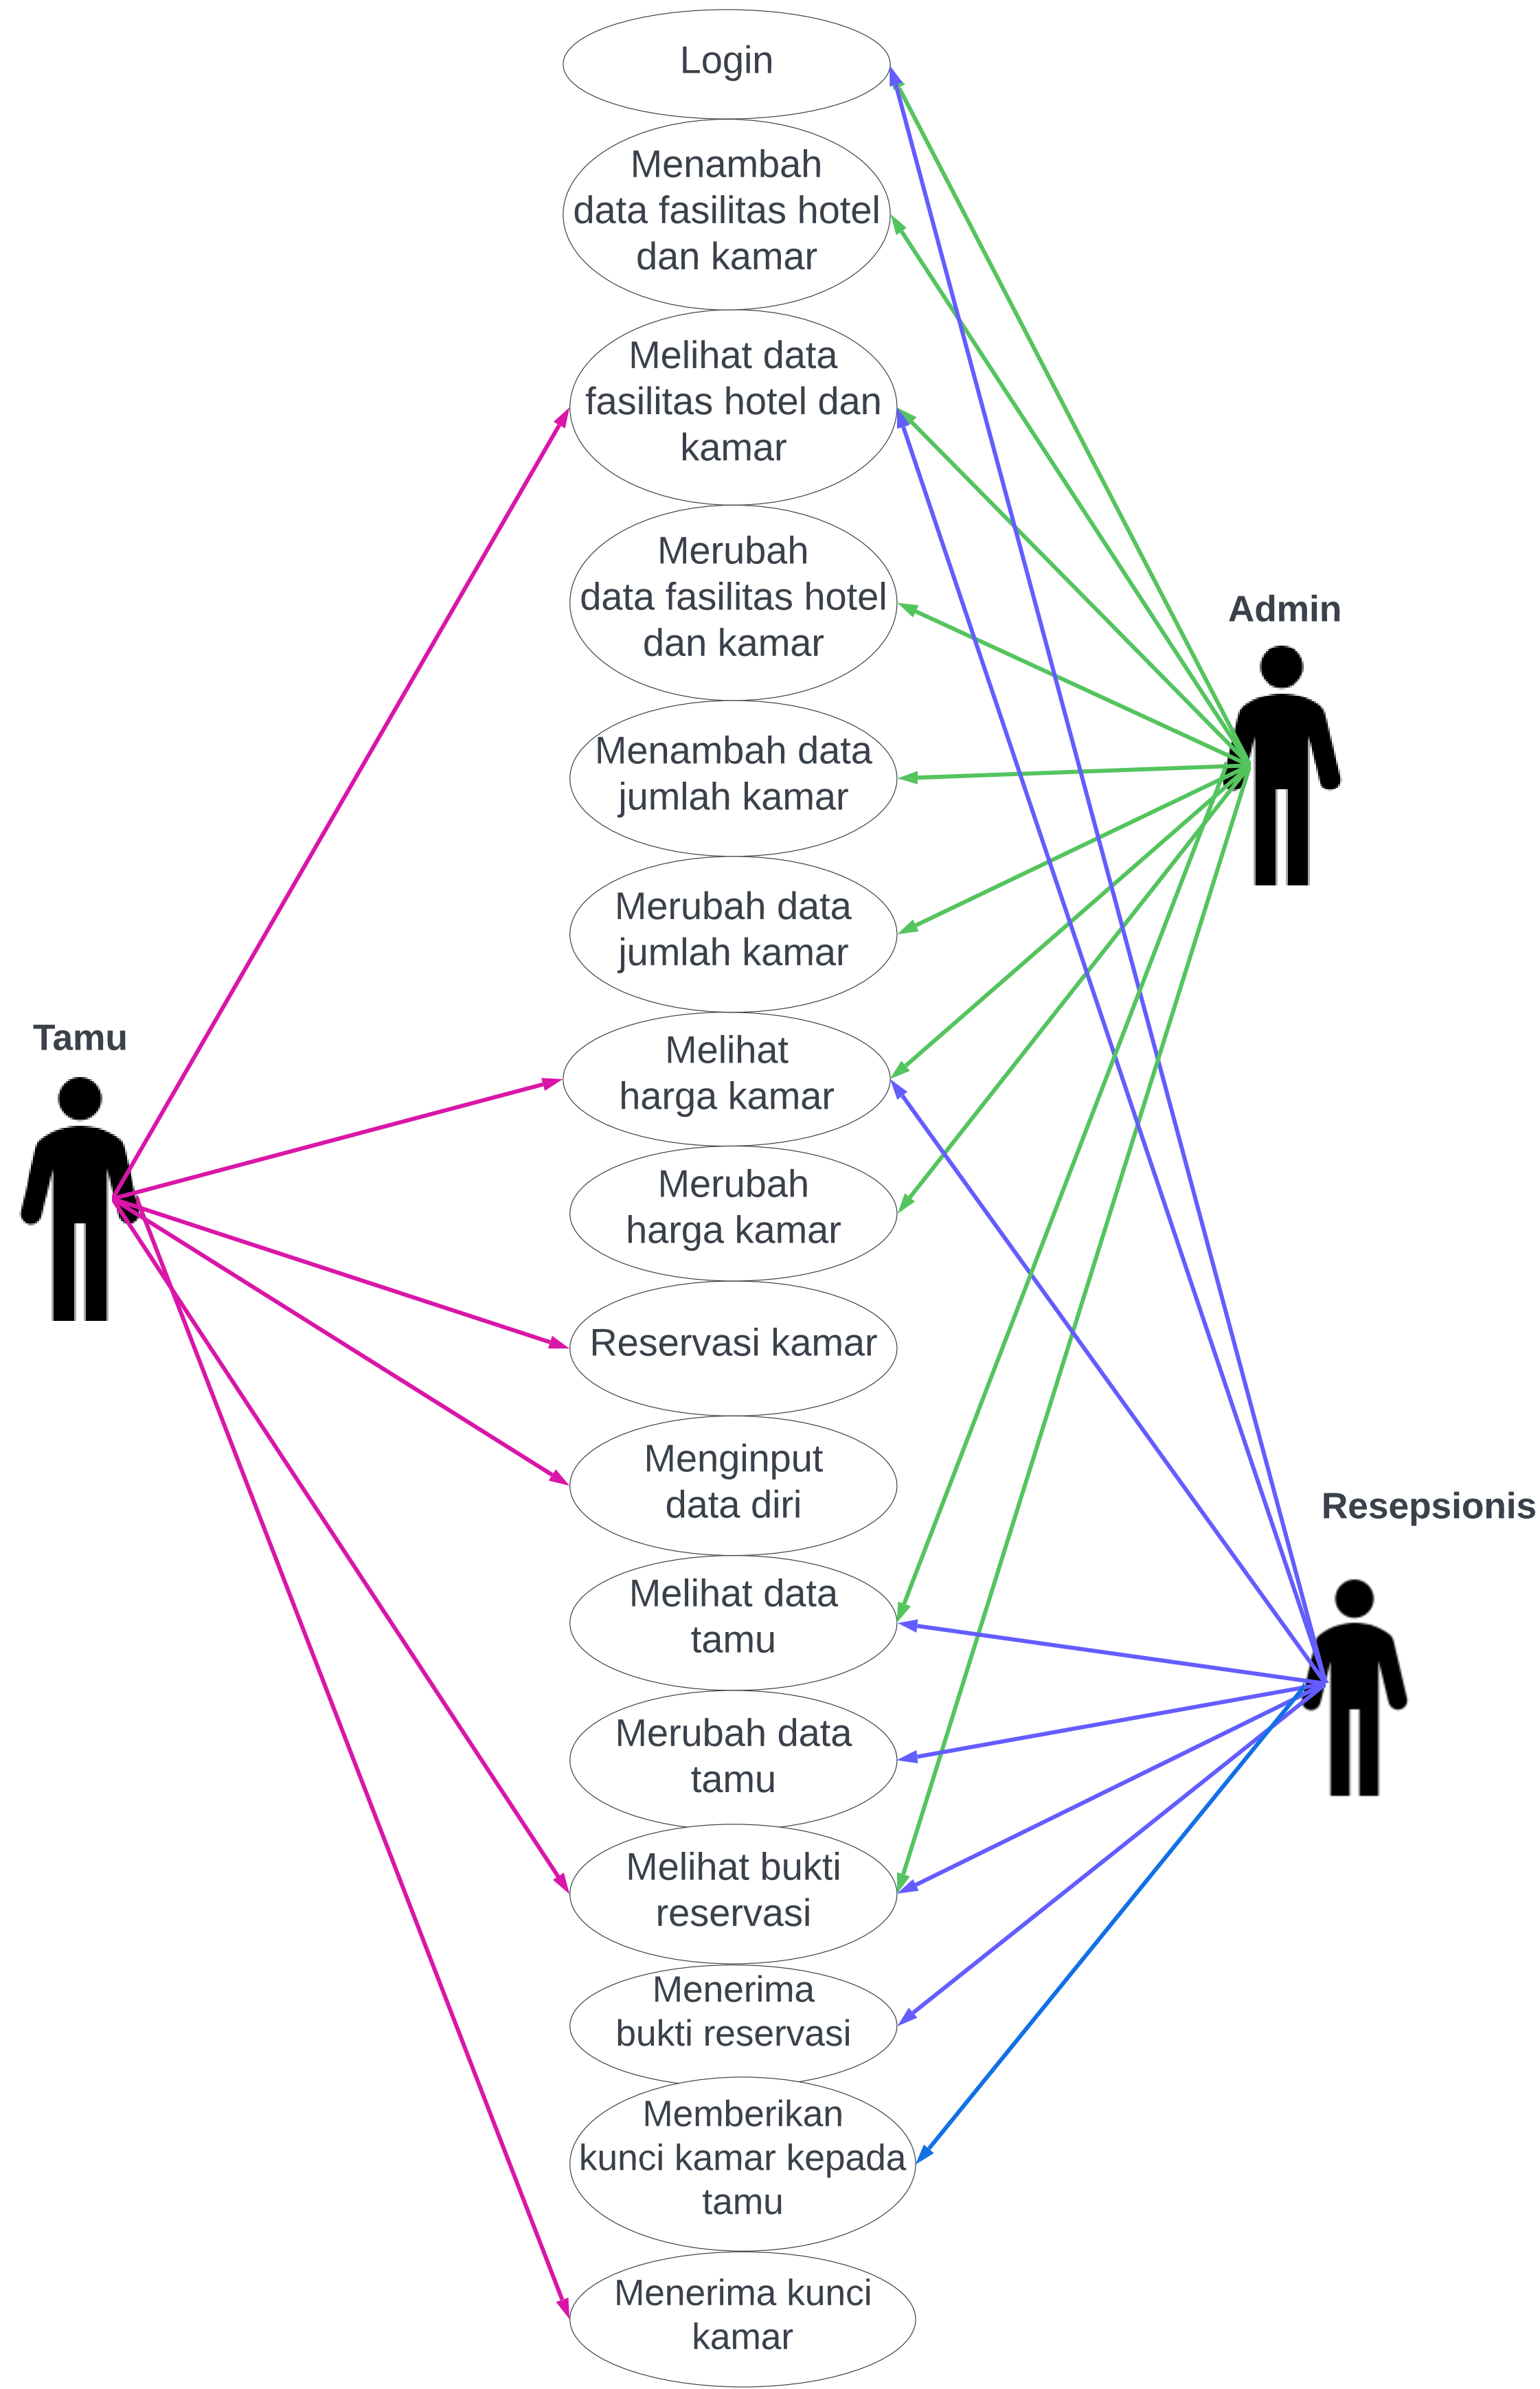 Login
Menambah
data fasilitas hotel
dan kamar
Melihat data
fasilitas hotel dan
kamar
Merubah
data fasilitas hotel
dan kamar
Admin
Menambah data
jumlah kamar
Merubah data
jumlah kamar
Tamu
Melihat
harga kamar
Merubah
harga kamar
Reservasi kamar
Menginput
data diri
Resepsionis
Melihat data
tamu
Merubah data
tamu
Melihat bukti
reservasi
Menerima
bukti reservasi
Memberikan
kunci kamar kepada
tamu
Menerima kunci
kamar